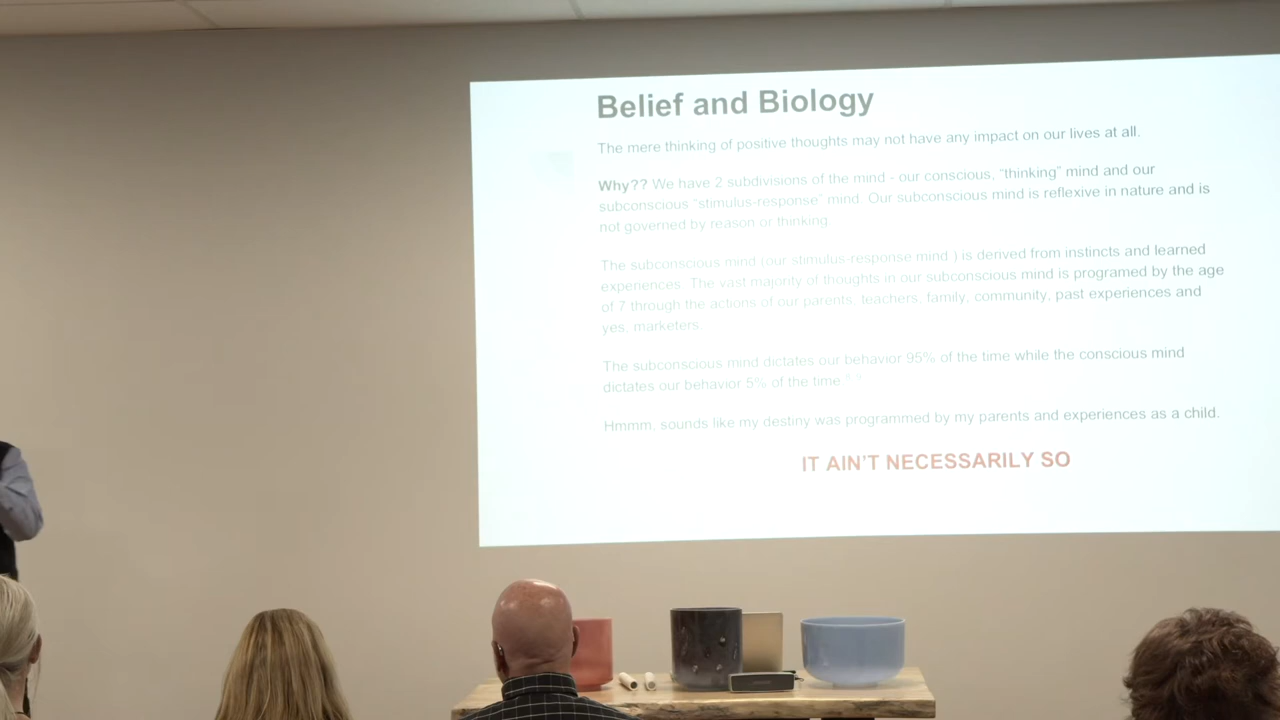 Belief and Biology
The mere thinking of positive thoughts may not have any impact on our lives at all.
Why?? We have 2 subdivisions of the mind - our conscious, “thinking” mind and our
subconscious “stimulus-response” mind. Our subconscious mind is reflexive in nature and is
not governed by reason or thinking.
The subconscious mind (our stimulus-response mind ) is derived from instincts and learned
experiences. The vast majority of thoughts in our subconscious mind is programed by the age
of 7 through the actions of our parents, teachers, family, community, past experiences and
yes, marketers.
The subconscious mind dictates our behavior 95% of the time while the conscious mind
dictates our behavior 5% of the time
Hmmm, sounds like my destiny was programmed by my parents and experiences as a child.
IT AIN’T NECESSARILY SO